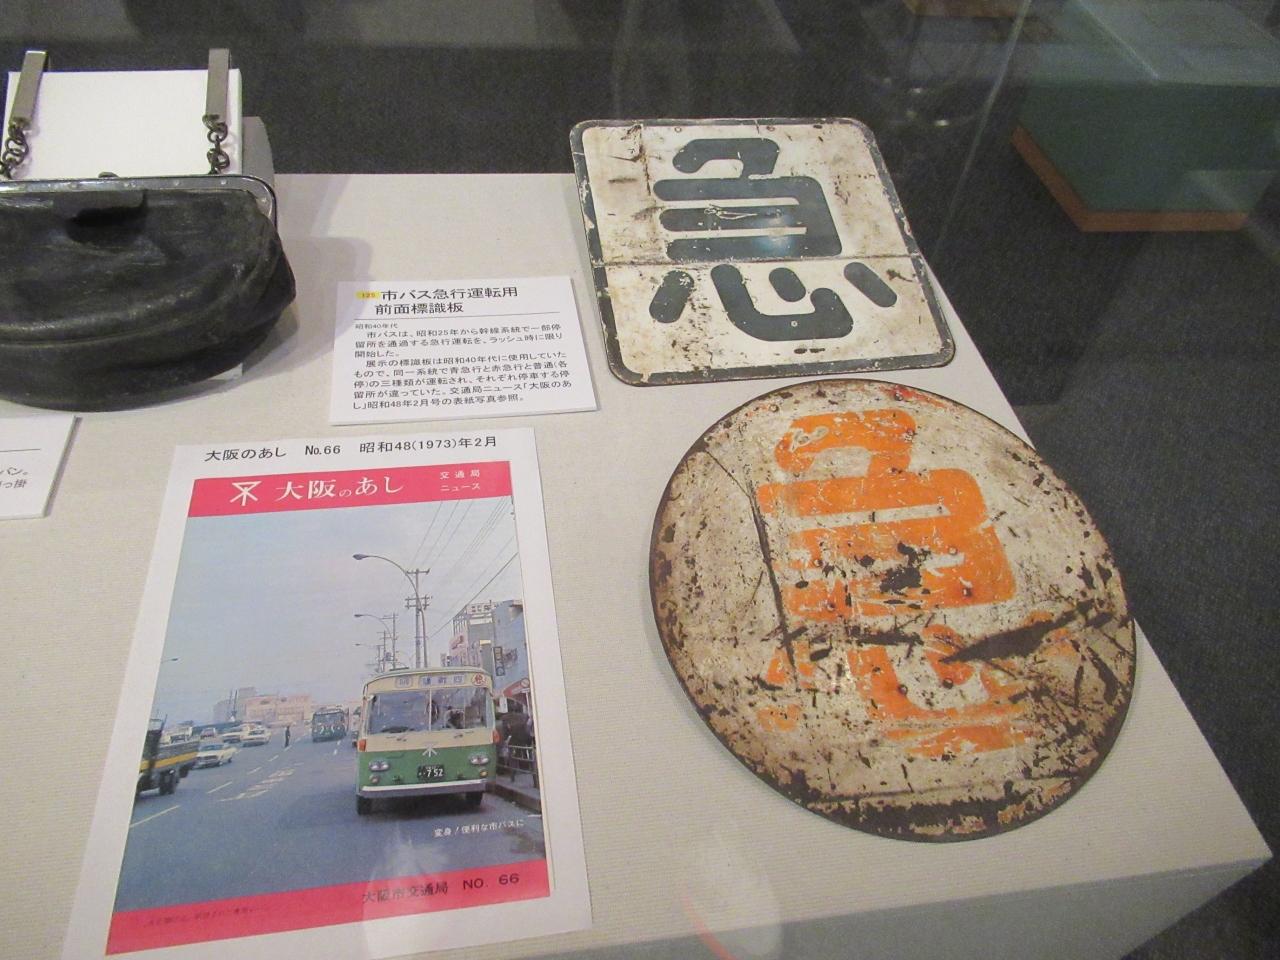 急
125 市バス急行運転用
前面標識板
昭和40年代
市バスは、昭和25年から幹線系統で一部停
留所を通過する急行運転を、ラッシュ時に限り
開始した。
展示の標識板は昭和40年代に使用していた
もので、同一系統で青急行と赤急行と普通(各
停)の三種類が運転され、それぞれ停車する停
留所が違っていた。交通局ニュース「大阪のあ
し」昭和48年2月号の表紙写真参照。
急
バン。
っ掛
大阪のあし No.66 昭和48(1973)年2月
大阪のあし
交通局
ニュース
752
変身!便利な市バスに
大阪市交通局 NO. 66